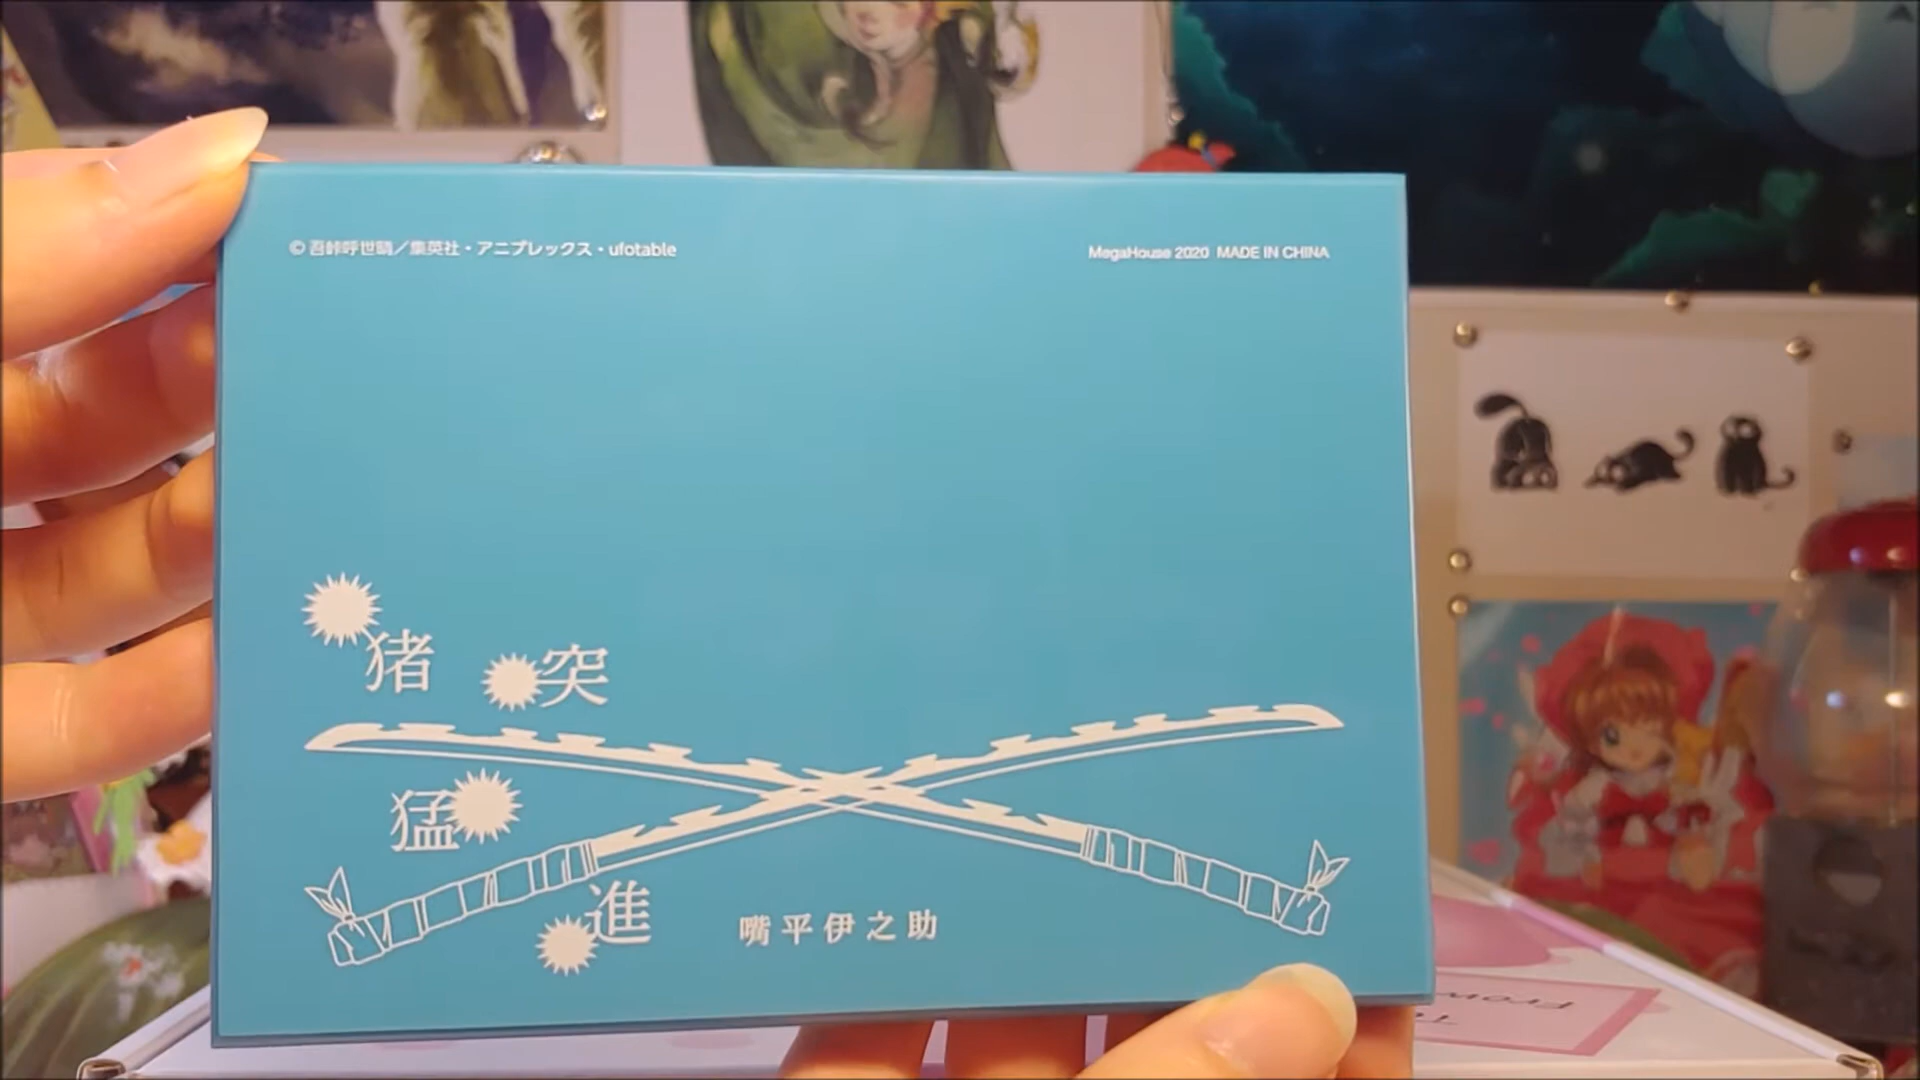 © 吾峠呼世晴／集英社・アニプレックス・ufotable
MegaHouse 2020 MADE IN CHINA
猪
突
猛
進
嘴平伊之助
From